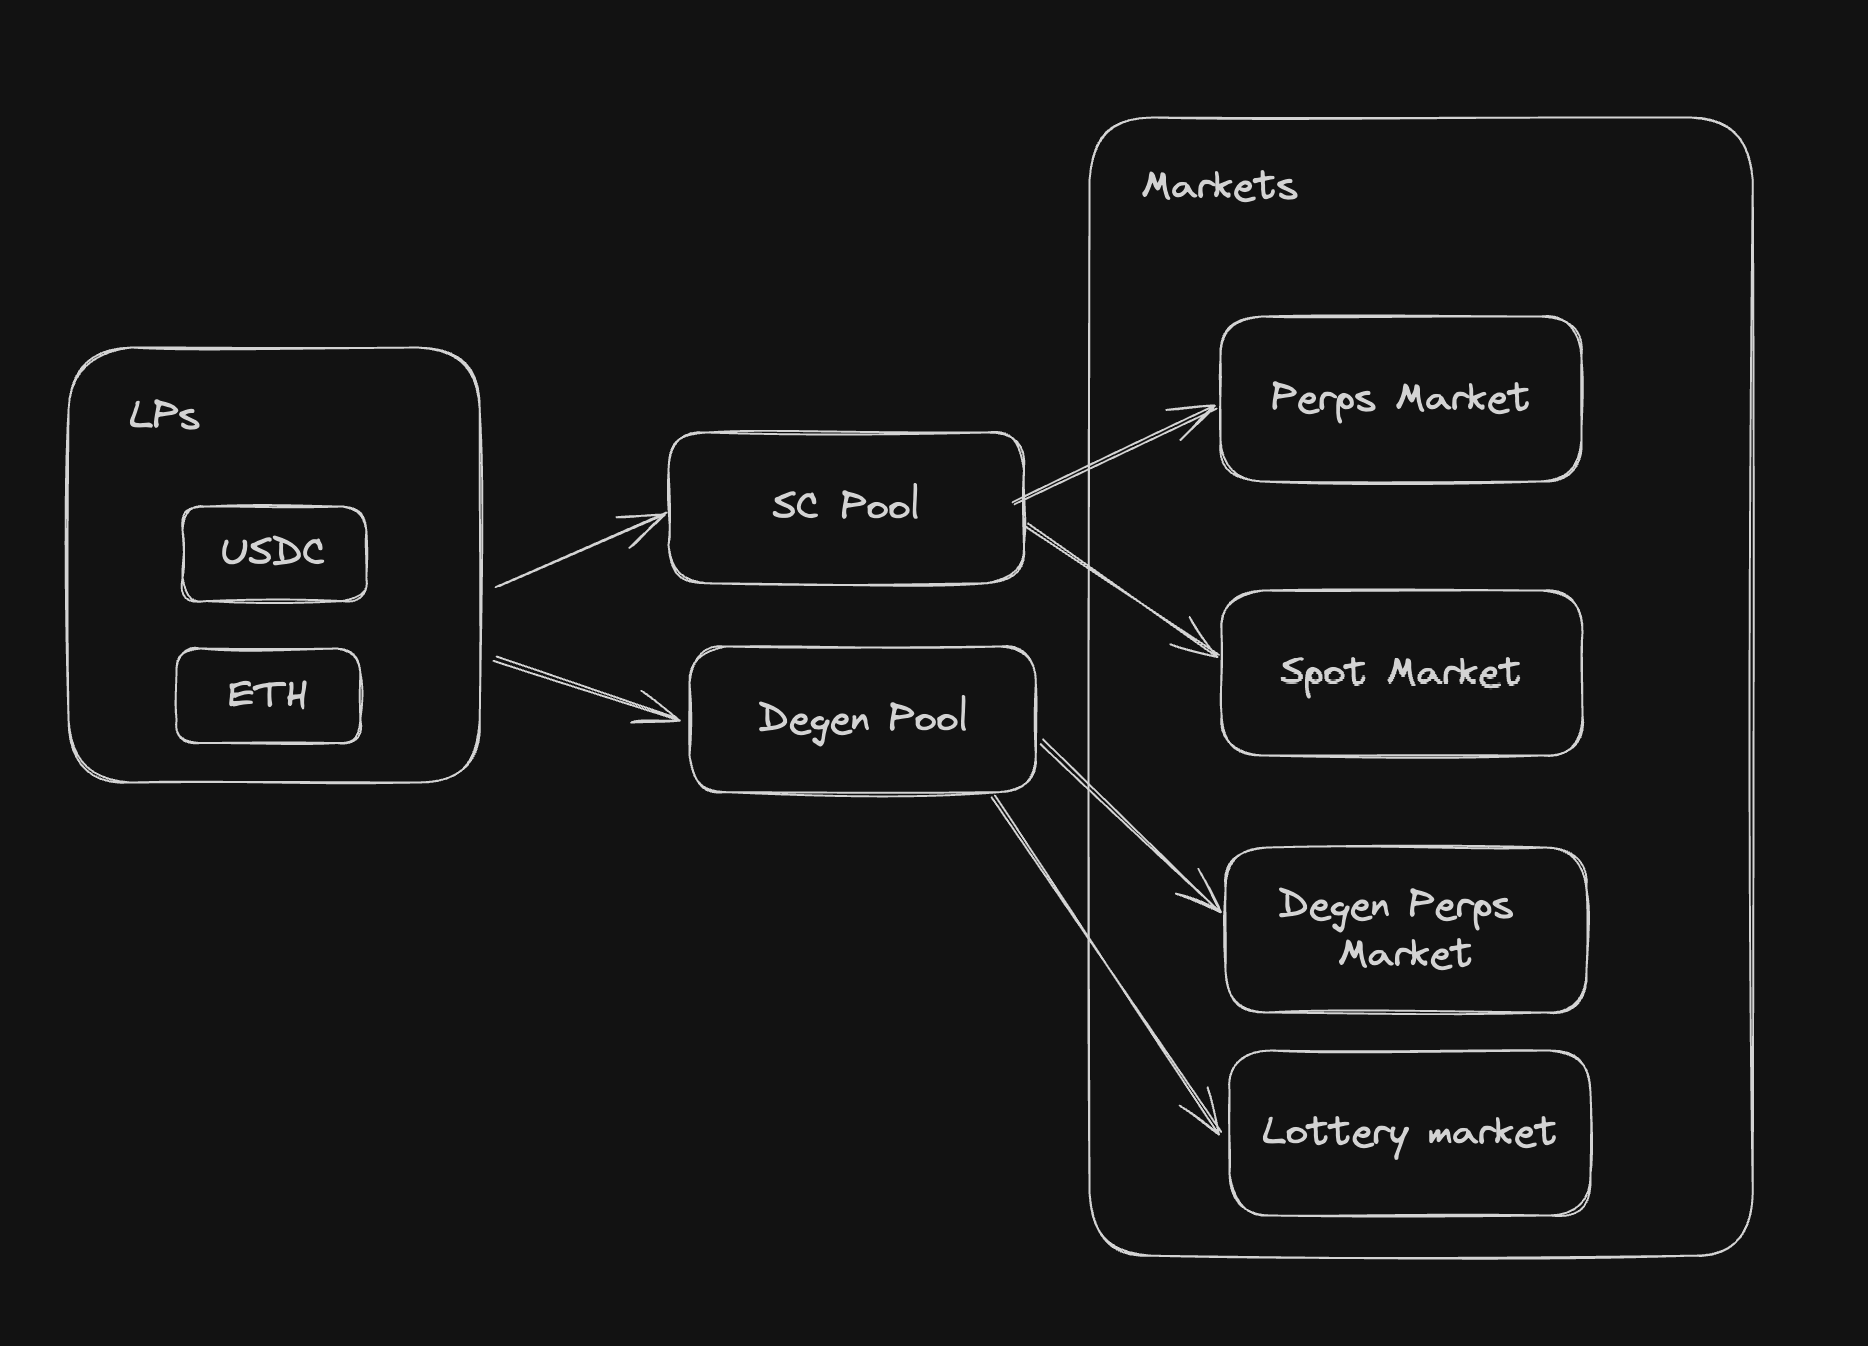 Markets
LPs
USDC
ETH
SC Pool
Degen Pool
Perps Market
Spot Market
Degen Perps
Market
Lottery market